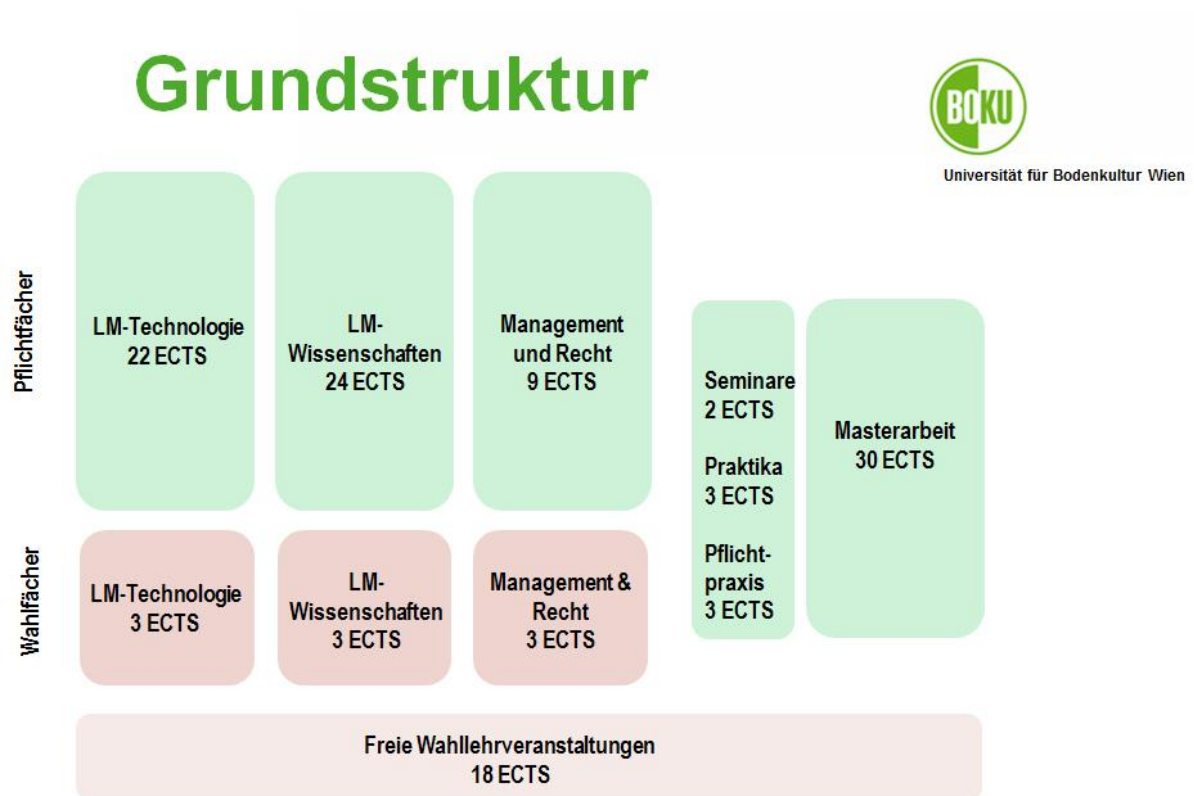 Grundstruktur
BOKU
Universität für Bodenkultur Wien
Pflichtfächer
LM-Technologie
22 ECTS
LM-
Wissenschaften
24 ECTS
Management
und Recht
9 ECTS
Seminare
2 ECTS
Praktika
3 ECTS
Pflicht-
praxis
3 ECTS
Masterarbeit
30 ECTS
Wahlfächer
LM-Technologie
3 ECTS
LM-
Wissenschaften
3 ECTS
Management &
Recht
3 ECTS
Freie Wahllehrveranstaltungen
18 ECTS